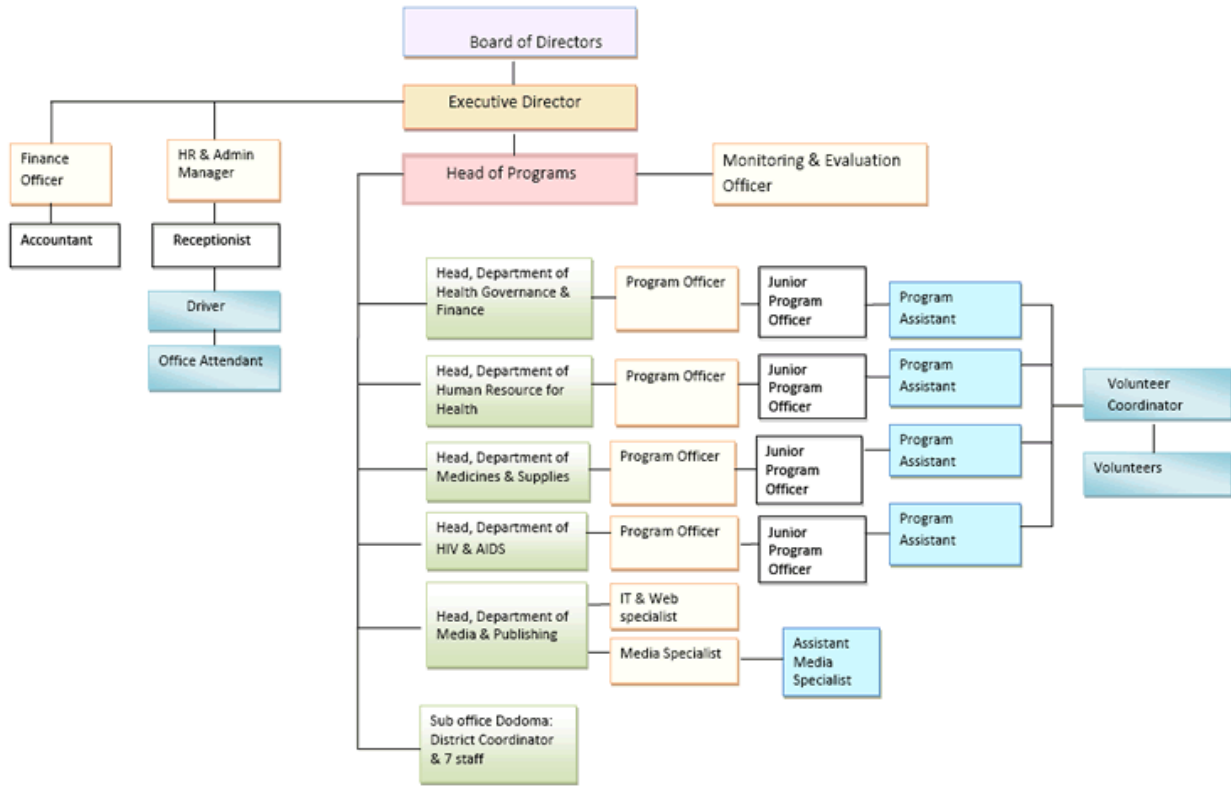 Board of Directors
Executive Director
Finance
Officer
HR & Admin
Manager
Head of Programs
Monitoring & Evaluation
Officer
Accountant
Receptionist
Driver
Office Attendant
Head, Department of
Health Governance &
Finance
Program Officer
Junior
Program
Officer
Program
Assistant
Head, Department of
Human Resource for
Health
Program Officer
Junior
Program
Officer
Program
Assistant
Volunteer
Coordinator
Volunteers
Head, Department of
Medicines & Supplies
Program Officer
Junior
Program
Officer
Program
Assistant
Head, Department of
HIV & AIDS
Program Officer
Junior
Program
Officer
Program
Assistant
Head, Department of
Media & Publishing
IT & Web
specialist
Media Specialist
Assistant
Media
Specialist
Sub office Dodoma:
District Coordinator
& 7 staff